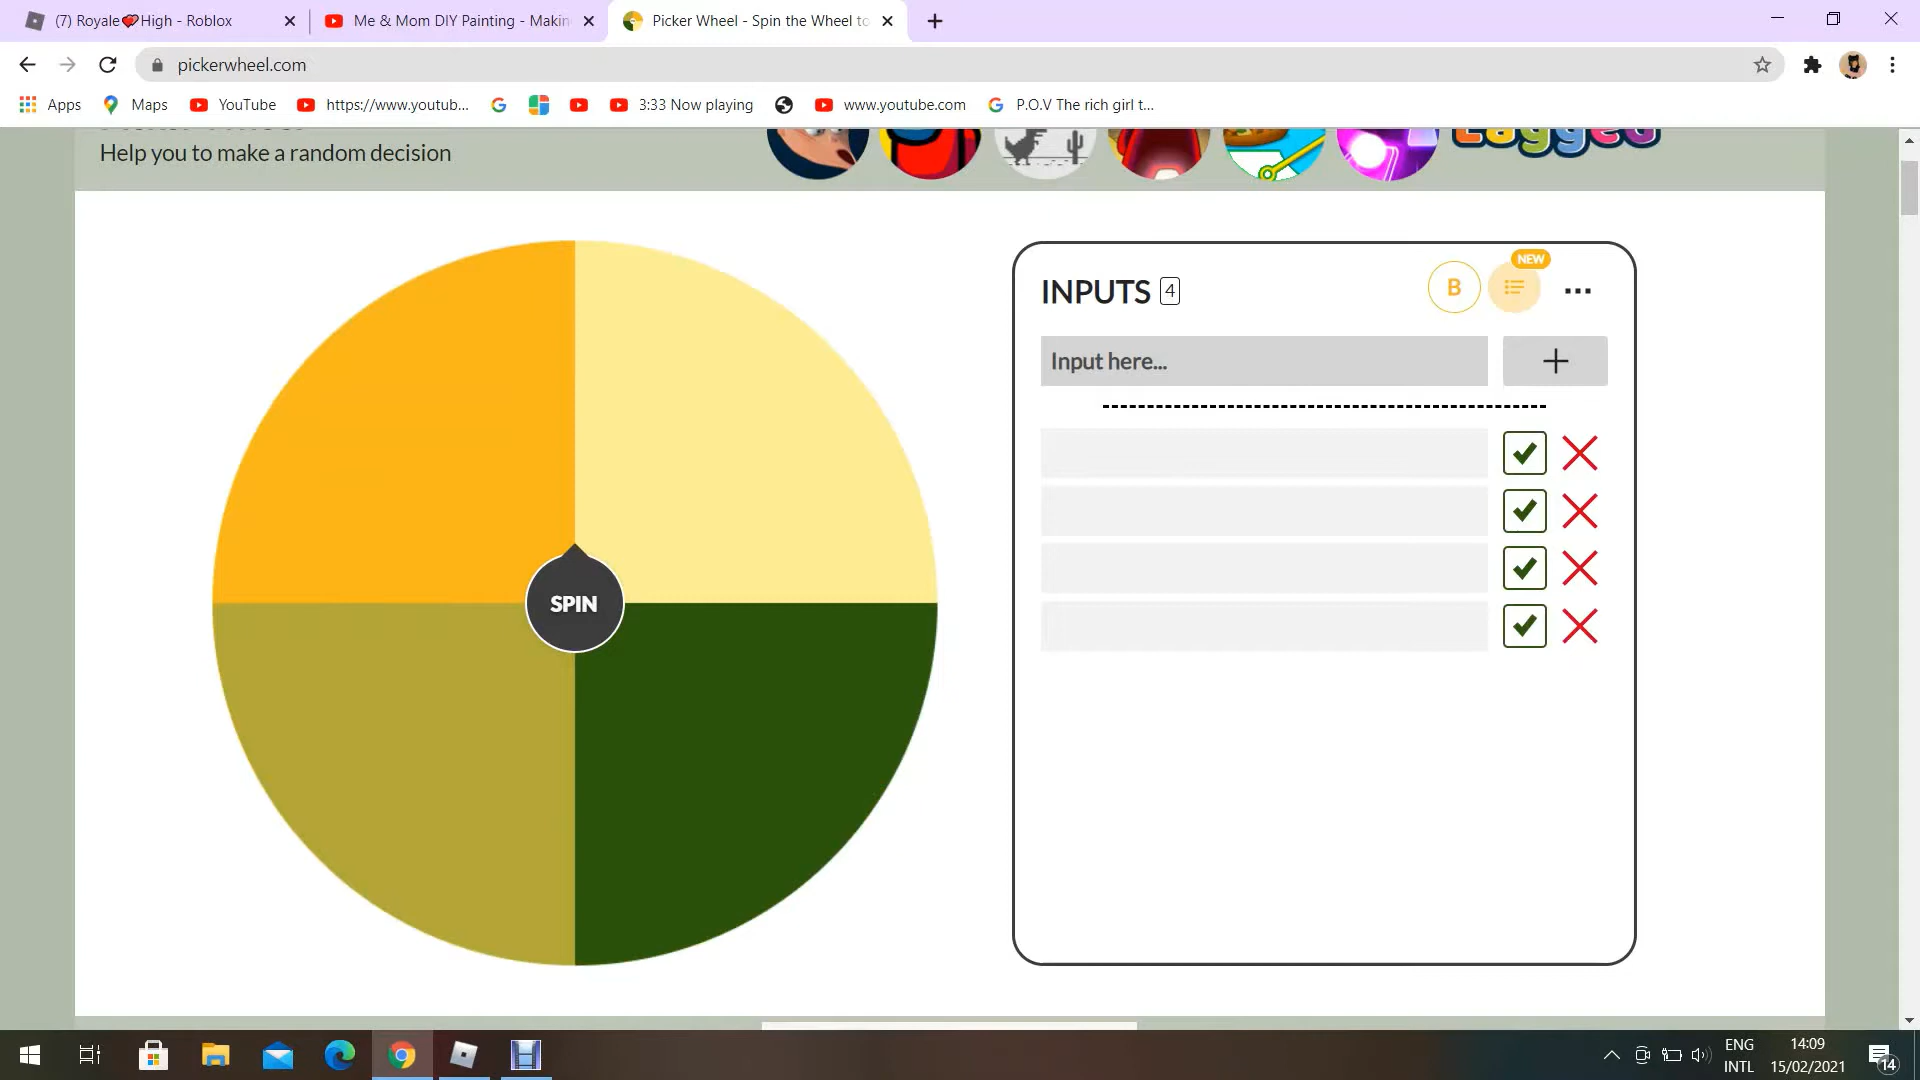 (7) Royale❤High - Roblox
Me & Mom DIY Painting - Makin
Picker Wheel - Spin the Wheel to
pickerwheel.com
Apps
Maps
YouTube
https://www.youtub...
3:33 Now playing
www.youtube.com
P.O.V The rich girl t...
Help you to make a random decision
Lagged
NEW
INPUTS 4
B
Input here...
SPIN
ENG
INTL
14:09
15/02/2021
14